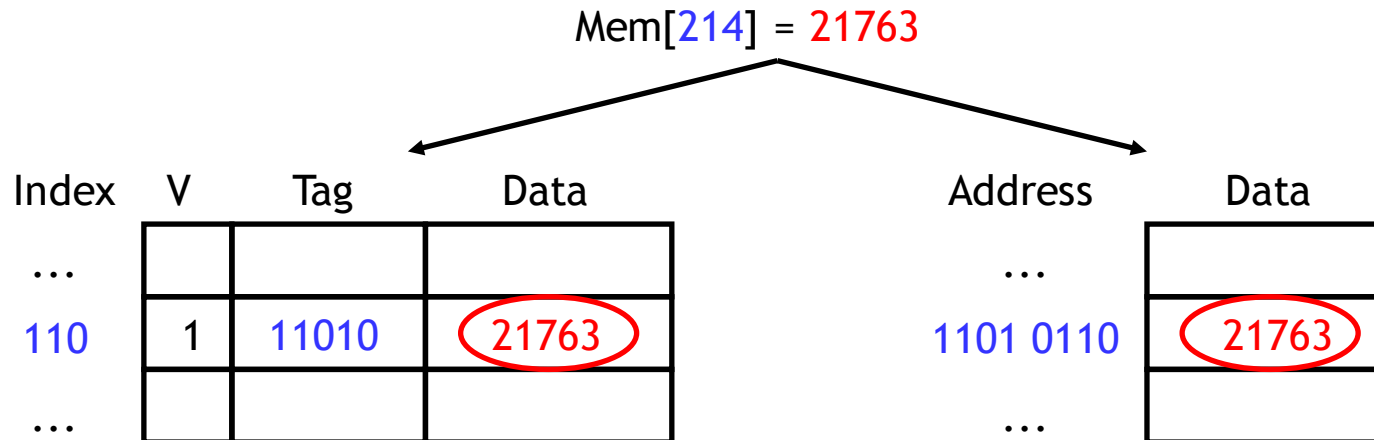 Mem[214] = 21763
Index V Tag Data Address Data
... ...
110 1 11010 21763 1101 0110 21763
... ...